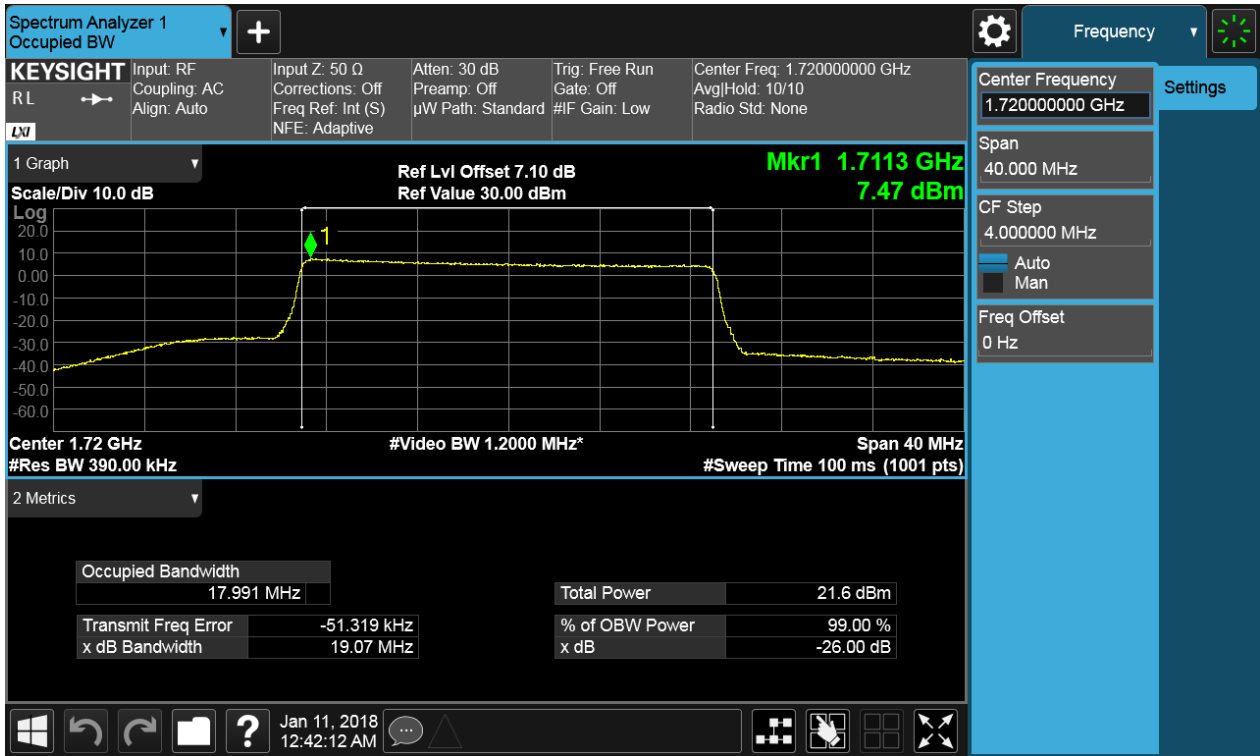 Spectrum Analyzer 1
Occupied BW
+
Frequency
KEYSIGHT
R L
LXI
Input: RF
Coupling: AC
Align: Auto
Input Z: 50 Ω
Corrections: Off
Freq Ref: Int (S)
NFE: Adaptive
Atten: 30 dB
Preamp: Off
µW Path: Standard
Trig: Free Run
Gate: Off
#IF Gain: Low
Center Freq: 1.720000000 GHz
Avg|Hold: 10/10
Radio Std: None
1 Graph
Scale/Div 10.0 dB
Ref Lvl Offset 7.10 dB
Ref Value 30.00 dBm
Mkr1 1.7113 GHz
7.47 dBm
Log
20.0
10.0
0.00
-10.0
-20.0
-30.0
-40.0
-50.0
-60.0
1
Center 1.72 GHz
#Video BW 1.2000 MHz*
Span 40 MHz
#Res BW 390.00 kHz
#Sweep Time 100 ms (1001 pts)
2 Metrics
Occupied Bandwidth
17.991 MHz
Transmit Freq Error -51.319 kHz
x dB Bandwidth 19.07 MHz
Total Power 21.6 dBm
% of OBW Power 99.00 %
x dB -26.00 dB
Center Frequency
1.720000000 GHz
Span
40.000 MHz
CF Step
4.000000 MHz
Auto
Man
Freq Offset
0 Hz
Settings
?
Jan 11, 2018
12:42:12 AM